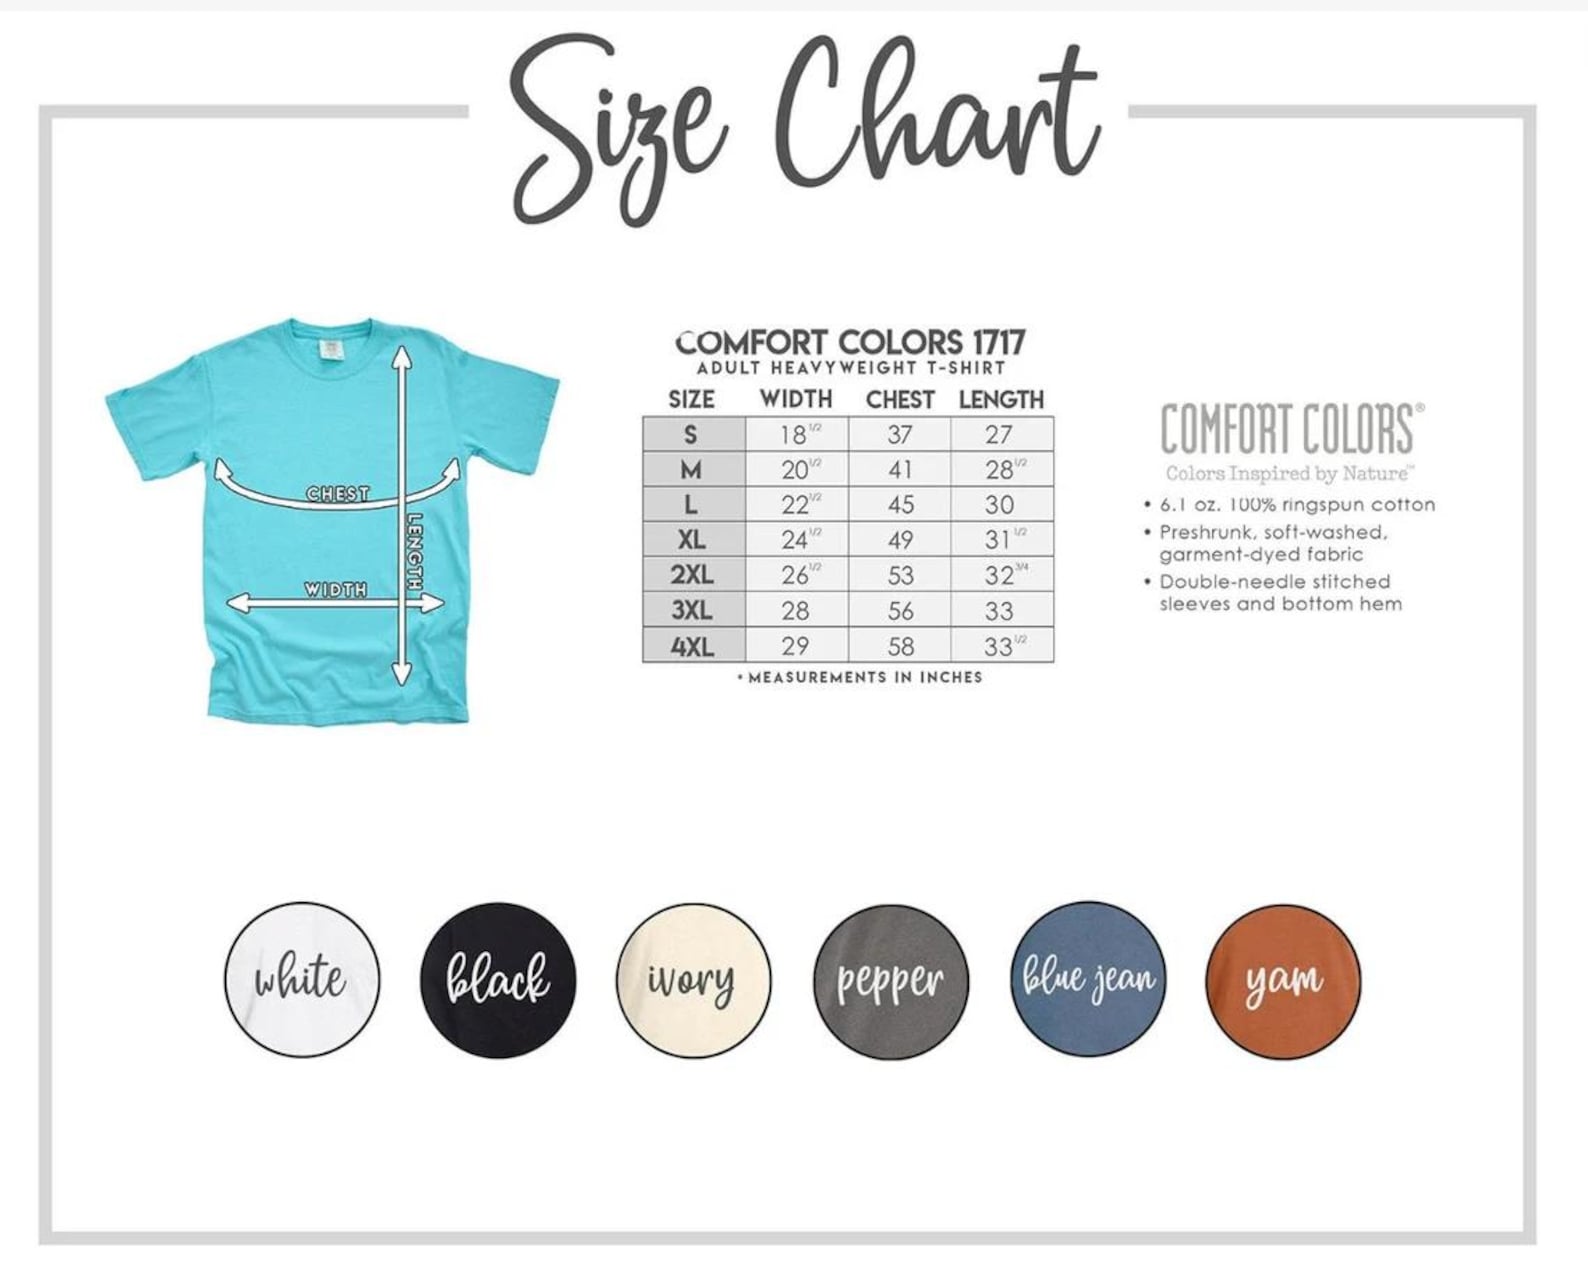 Size Chart
COMFORT COLORS 1717
ADULT HEAVYWEIGHT T-SHIRT
SIZE WIDTH CHEST LENGTH
S 18 1/2 37 27
M 20 1/2 41 28 1/2
L 22 1/2 45 30
XL 24 1/2 49 31 1/2
2XL 26 1/2 53 32 3/4
3XL 28 56 33
4XL 29 58 33 1/2
• MEASUREMENTS IN INCHES
CHEST
LENGTH
WIDTH
COMFORT COLORS®
Colors Inspired by Nature™
• 6.1 oz. 100% ringspun cotton
• Preshrunk, soft-washed,
garment-dyed fabric
• Double-needle stitched
sleeves and bottom hem
white
black
ivory
pepper
blue jean
yam